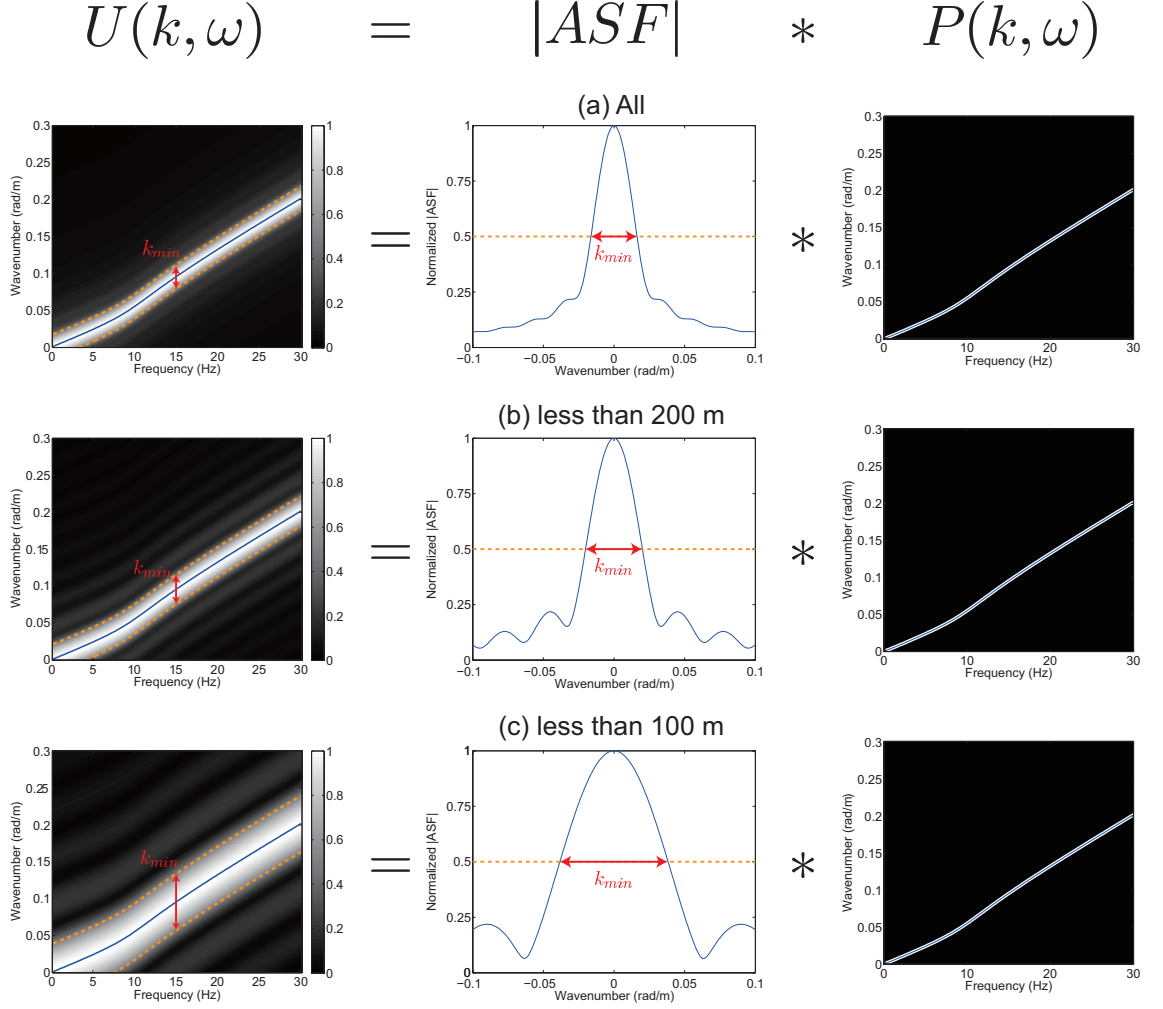 U(k, ω) = |ASF| ∗ P(k, ω)
(a) All
0.3
0.25
0.2
0.15
0.1
0.05
0
Wavenumber (rad/m)
k_min
0 5 10 15 20 25 30
Frequency (Hz)
1
0.8
0.6
0.4
0.2
0
=
1
0.75
0.5
0.25
0
Normalized |ASF|
k_min
−0.1 −0.05 0 0.05 0.1
Wavenumber (rad/m)
∗
0.3
0.25
0.2
0.15
0.1
0.05
0
Wavenumber (rad/m)
0 10 20 30
Frequency (Hz)
(b) less than 200 m
0.3
0.25
0.2
0.15
0.1
0.05
0
Wavenumber (rad/m)
k_min
0 5 10 15 20 25 30
Frequency (Hz)
1
0.8
0.6
0.4
0.2
0
=
1
0.75
0.5
0.25
0
Normalized |ASF|
k_min
−0.1 −0.05 0 0.05 0.1
Wavenumber (rad/m)
∗
0.3
0.25
0.2
0.15
0.1
0.05
0
Wavenumber (rad/m)
0 10 20 30
Frequency (Hz)
(c) less than 100 m
0.3
0.25
0.2
0.15
0.1
0.05
0
Wavenumber (rad/m)
k_min
0 5 10 15 20 25 30
Frequency (Hz)
1
0.8
0.6
0.4
0.2
0
=
1
0.75
0.5
0.25
0
Normalized |ASF|
k_min
−0.1 −0.05 0 0.05 0.1
Wavenumber (rad/m)
∗
0.3
0.25
0.2
0.15
0.1
0.05
0
Wavenumber (rad/m)
0 10 20 30
Frequency (Hz)